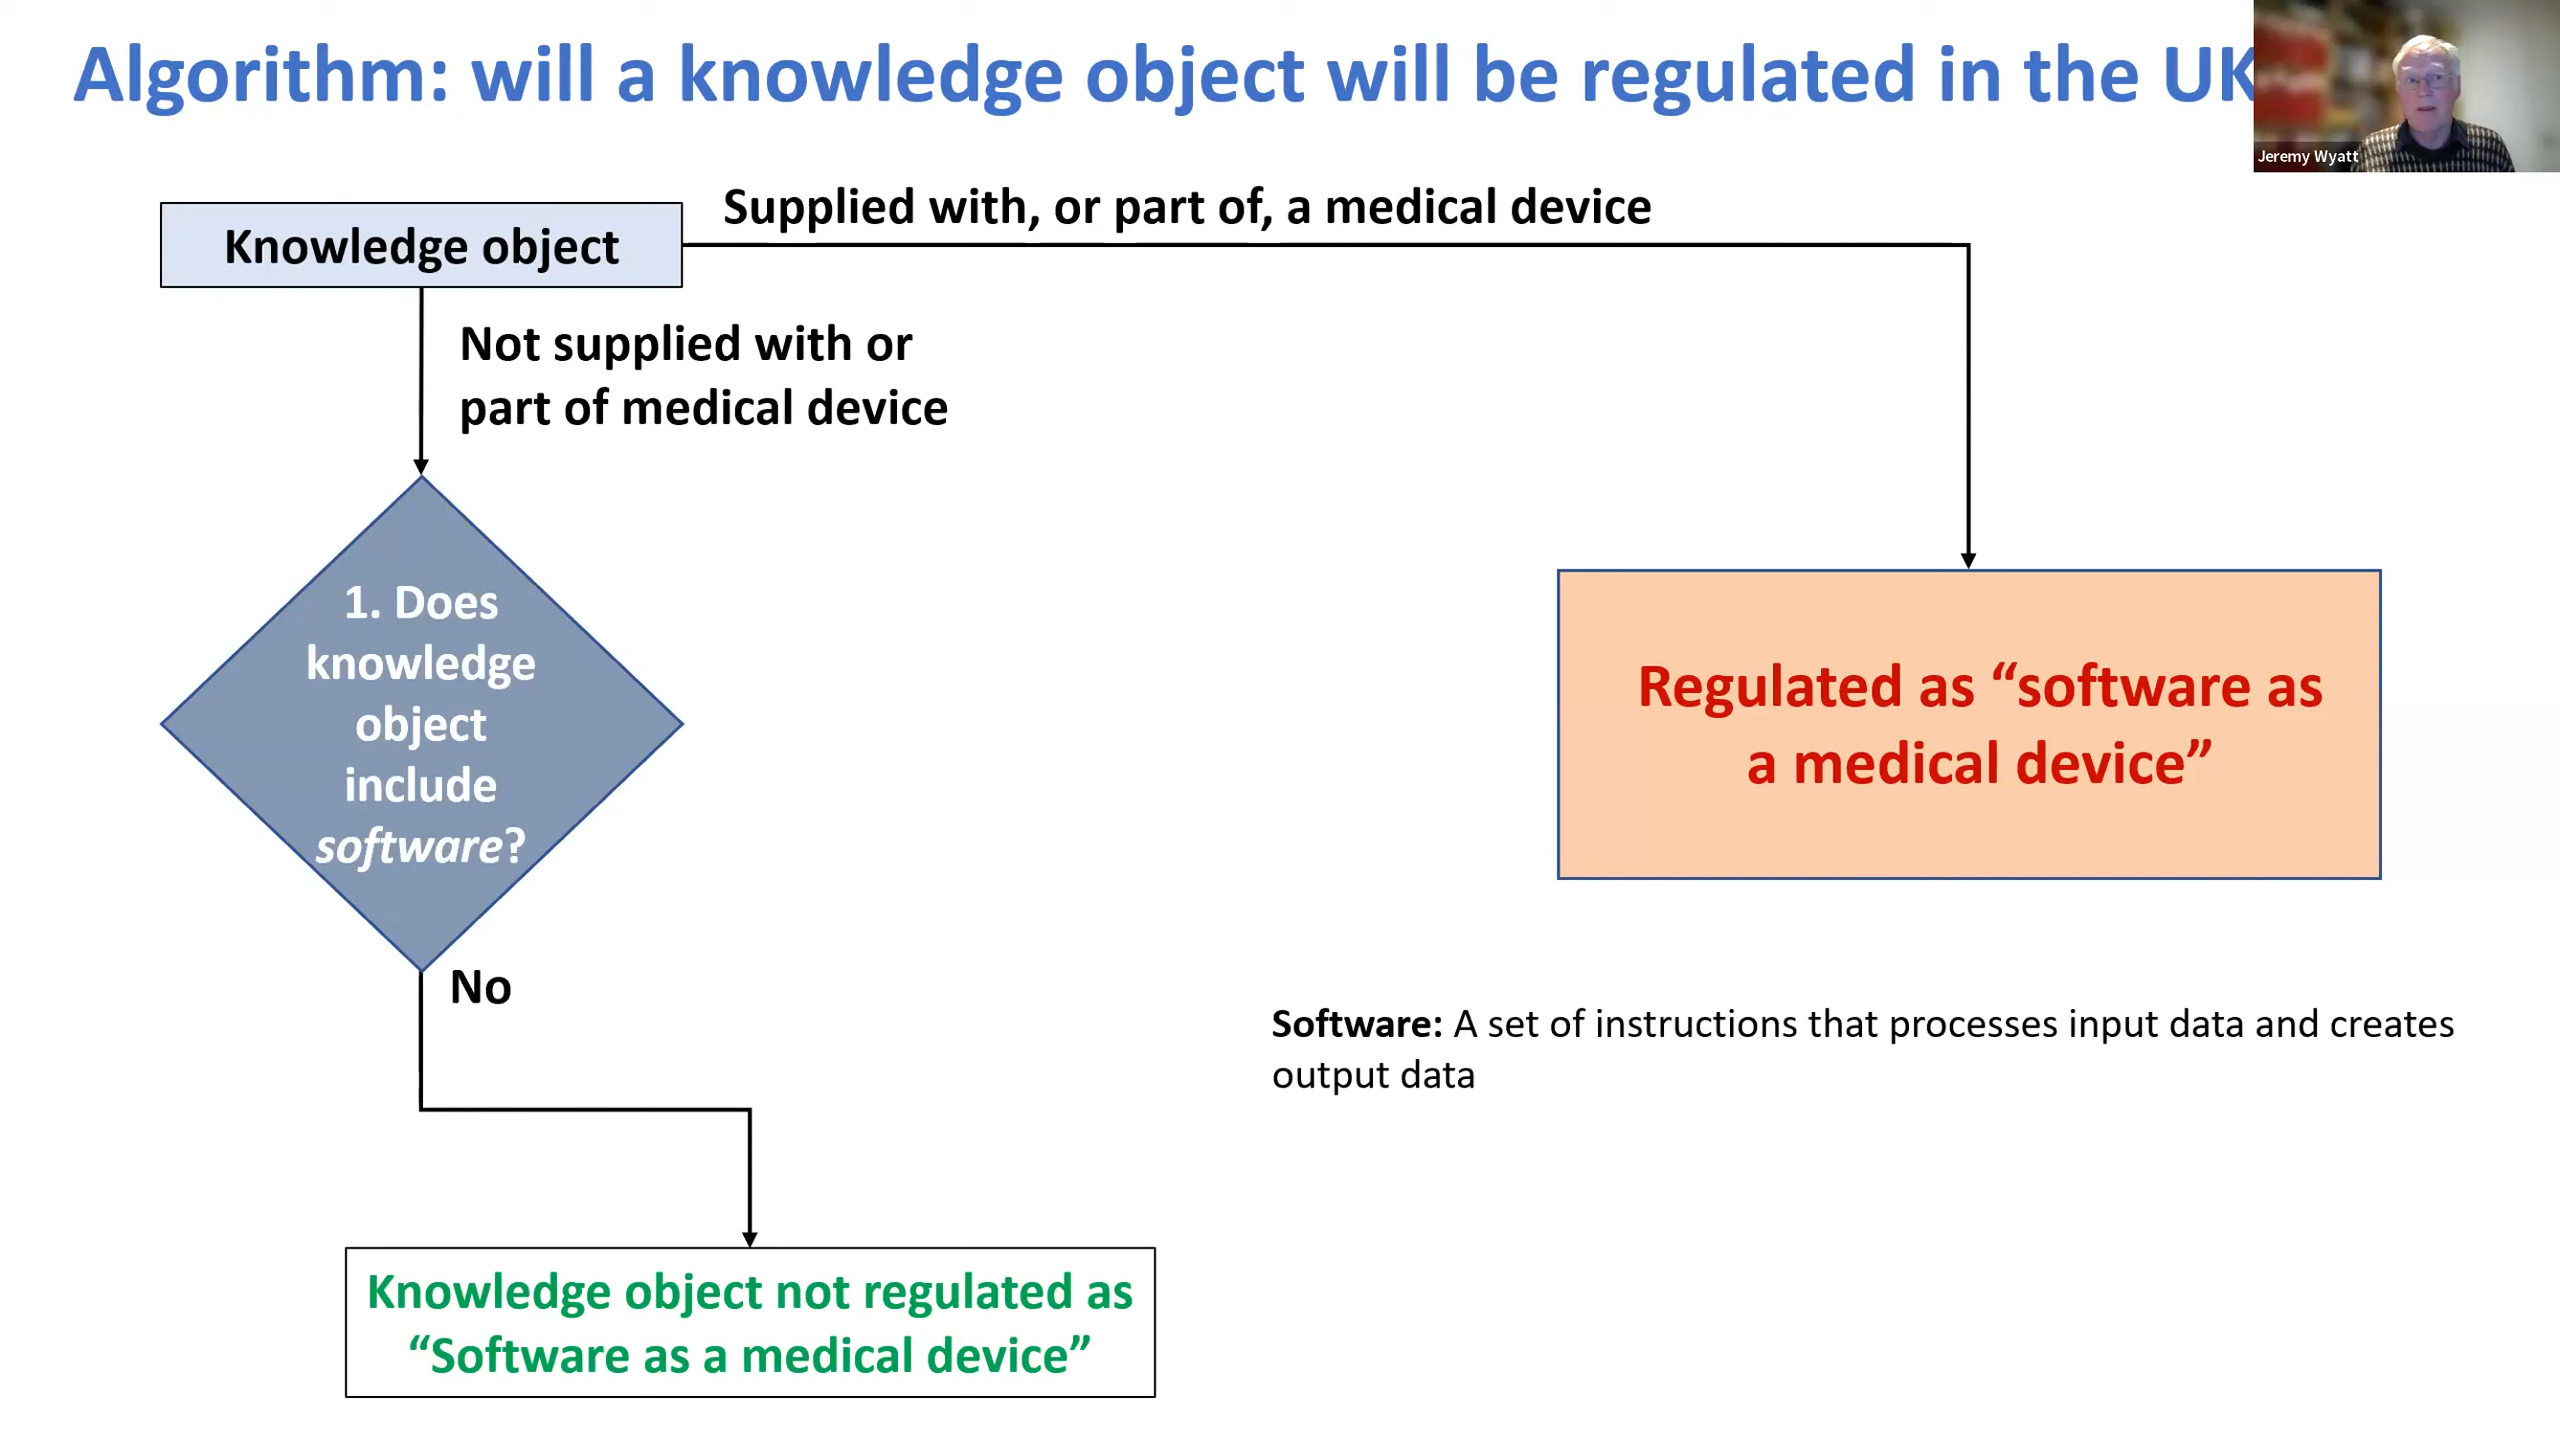 Algorithm: will a knowledge object will be regulated in the UK
Jeremy Wyatt
Supplied with, or part of, a medical device
Knowledge object
Not supplied with or
part of medical device
1. Does
knowledge
object
include
software?
Regulated as “software as
a medical device”
No
Software: A set of instructions that processes input data and creates
output data
Knowledge object not regulated as
“Software as a medical device”